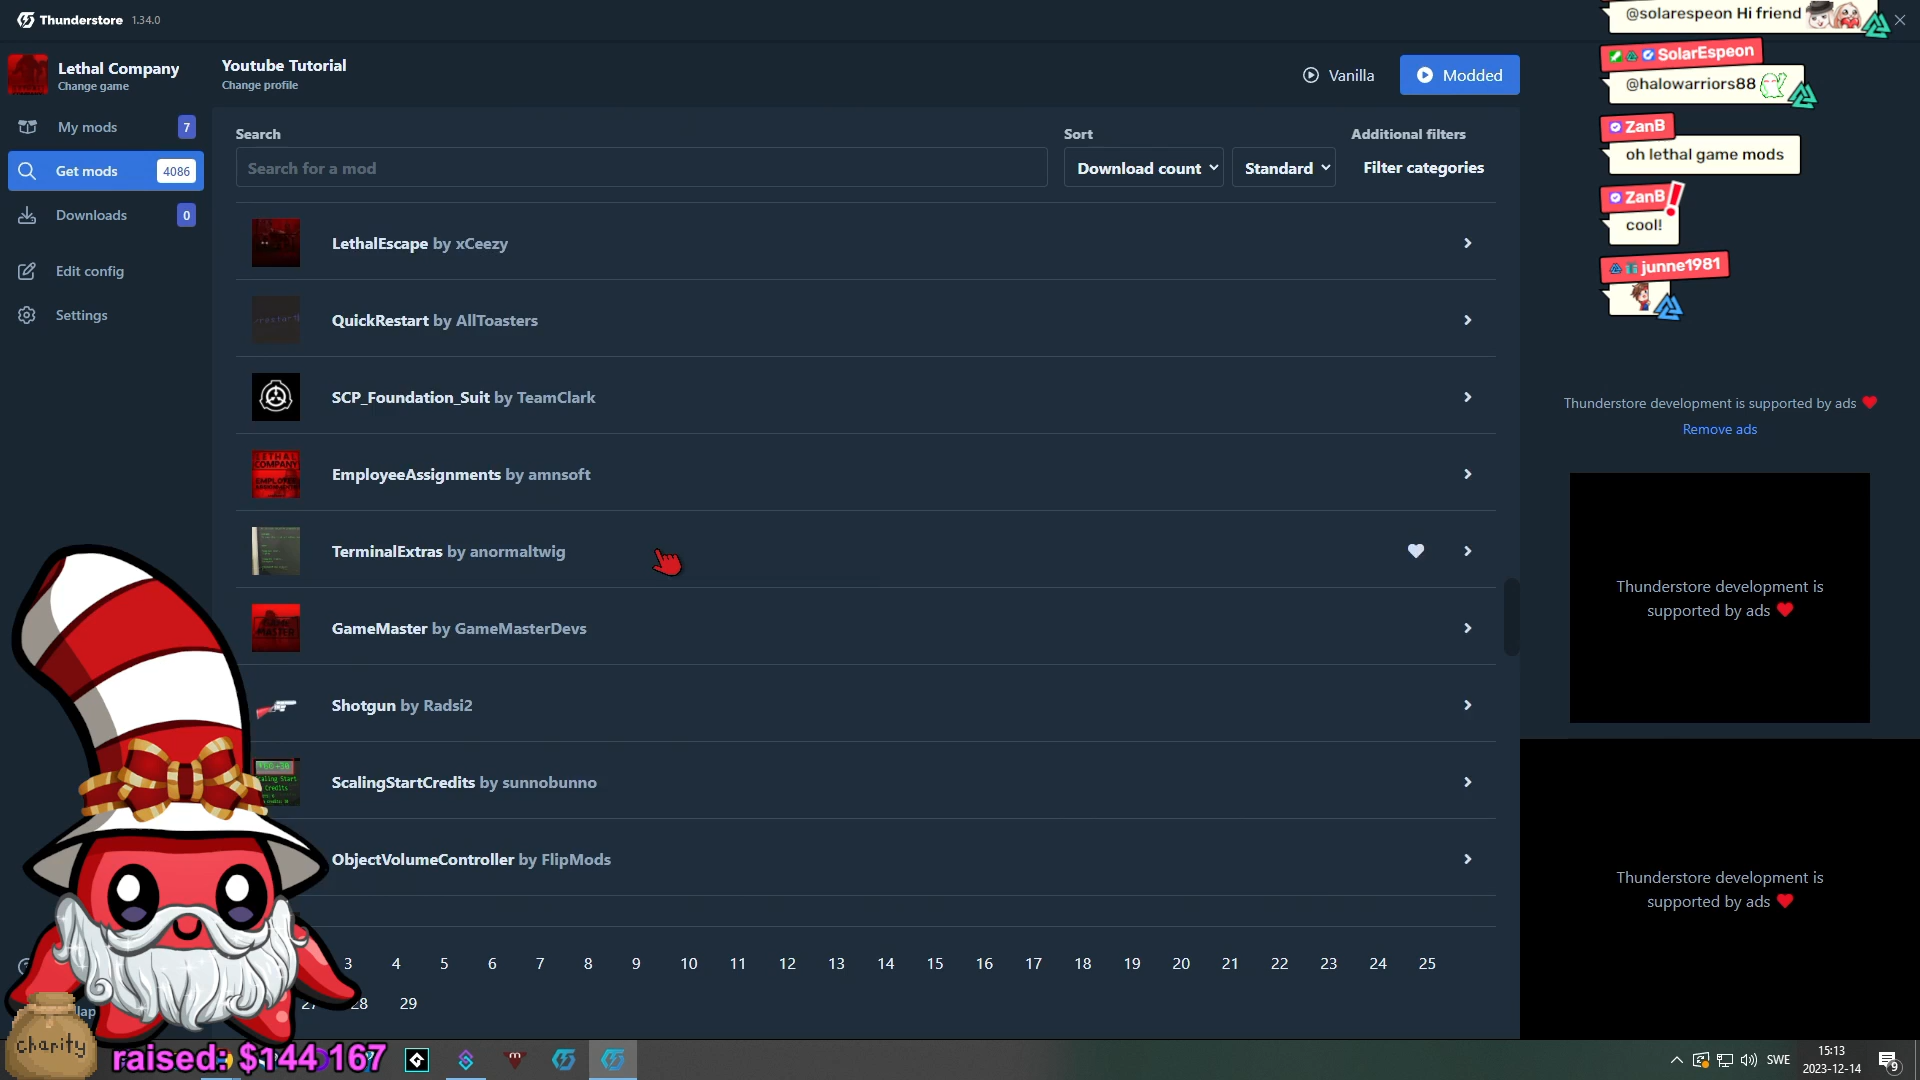 Thunderstore 1.34.0
Lethal Company
Change game
My mods 7
Get mods 4086
Downloads 0
Edit config
Settings
Youtube Tutorial
Change profile
Vanilla
Modded
Search
Search for a mod
Sort
Download count
Standard
Additional filters
Filter categories
LethalEscape by xCeezy
QuickRestart by AllToasters
SCP_Foundation_Suit by TeamClark
EmployeeAssignments by amnsoft
TerminalExtras by anormaltwig
GameMaster by GameMasterDevs
Shotgun by Radsi2
ScalingStartCredits by sunnobunno
ObjectVolumeController by FlipMods
3 4 5 6 7 8 9 10 11 12 13 14 15 16 17 18 19 20 21 22 23 24 25
27 28 29
@solarespeon Hi friend
SolarEspeon
@halowarriors88
ZanB
oh lethal game mods
ZanB
cool!
junne1981
Thunderstore development is supported by ads
Remove ads
Thunderstore development is
supported by ads
Thunderstore development is
supported by ads
charity
raised: $144 167
SWE
15:13
2023-12-14
9